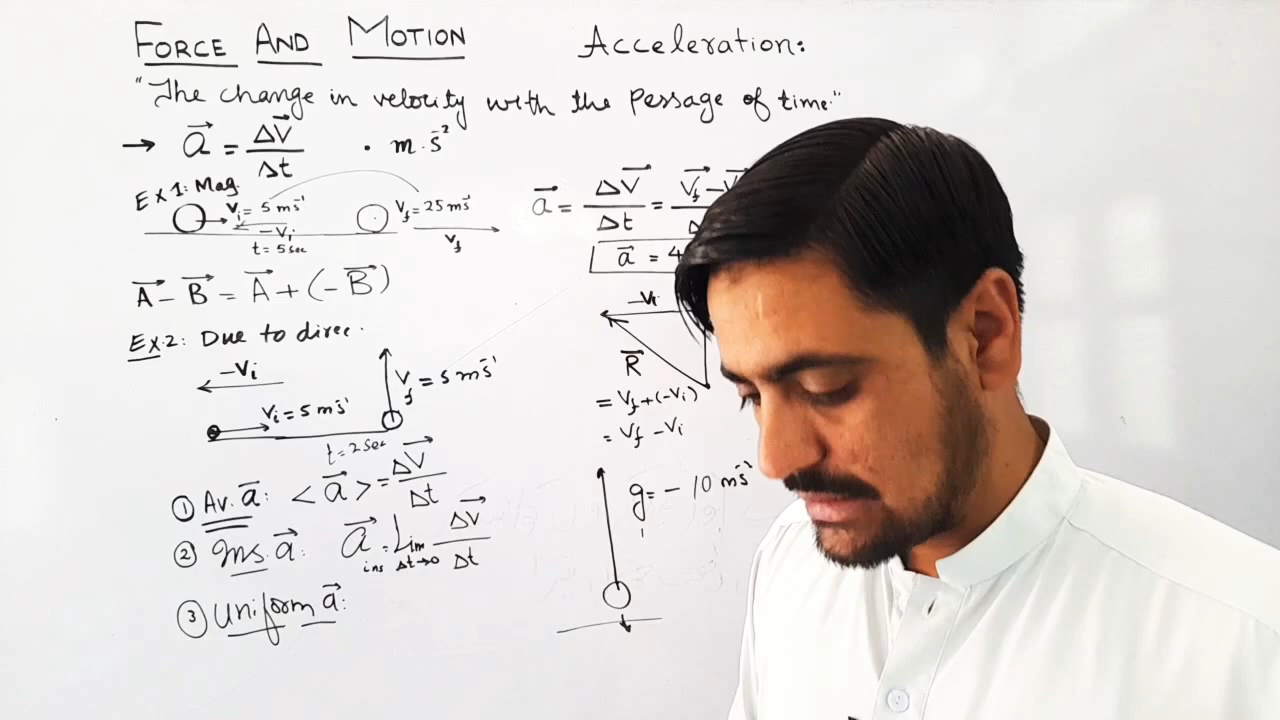 FORCE AND MOTION
Acceleration:
"The change in velocity with the Pessage of time."
→ a⃗ = ΔV⃗/Δt · m·s⁻²
Ex 1: Mag.
Vi = 5 ms⁻¹
-Vi
t = 5 sec
Vf = 25 ms⁻¹
Vf
a⃗ = ΔV⃗/Δt = V⃗f - V⃗
a⃗ = 4
A⃗ - B⃗ = A⃗ + (-B⃗)
Ex.2: Due to direc.
-Vi
Vi = 5 ms⁻¹
t = 2 sec
Vf = 5 ms⁻¹
-Vi
R⃗
= Vf + (-Vi)
= Vf - Vi
① Av. a⃗: <a⃗> = ΔV⃗/Δt
② ins. a⃗: a⃗ins = Lim Δt→0 ΔV⃗/Δt
③ Uniform a⃗:
g = -10 ms⁻¹